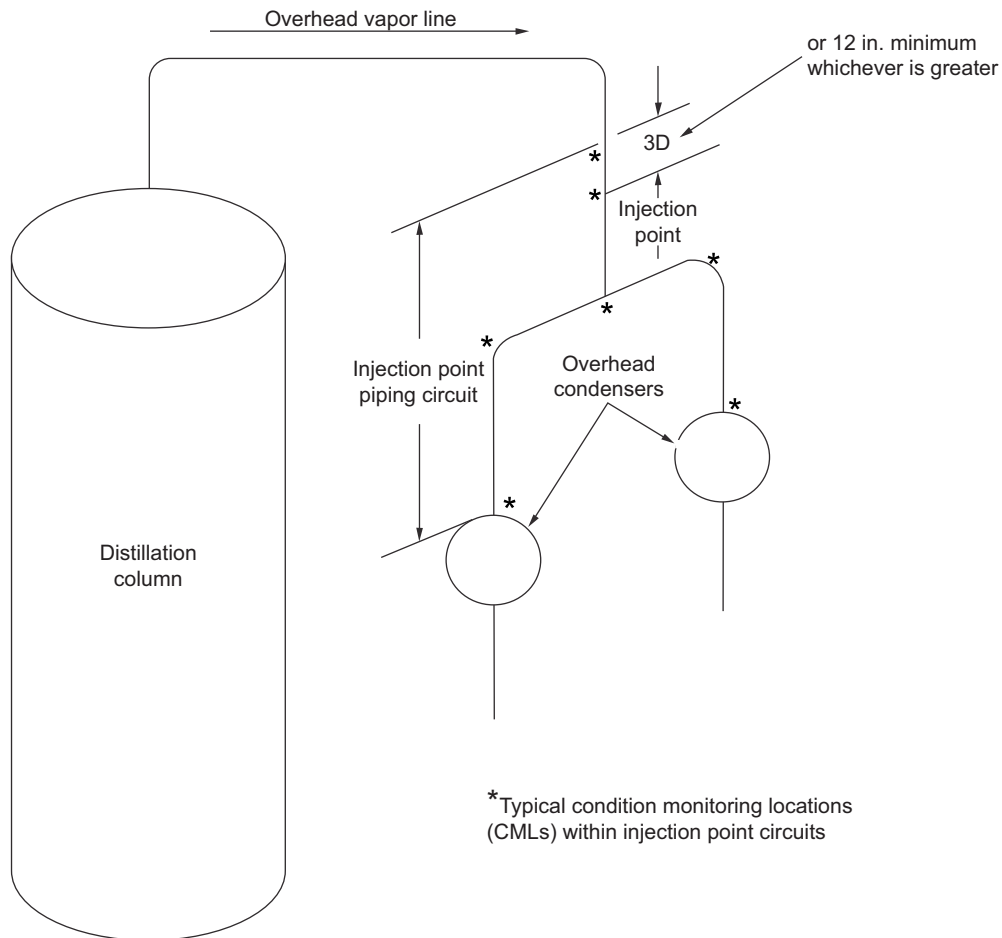 Overhead vapor line
or 12 in. minimum
whichever is greater
3D
*
*
Injection
point
*
*
*
Injection point
piping circuit
Overhead
condensers
*
*
Distillation
column
*Typical condition monitoring locations
(CMLs) within injection point circuits